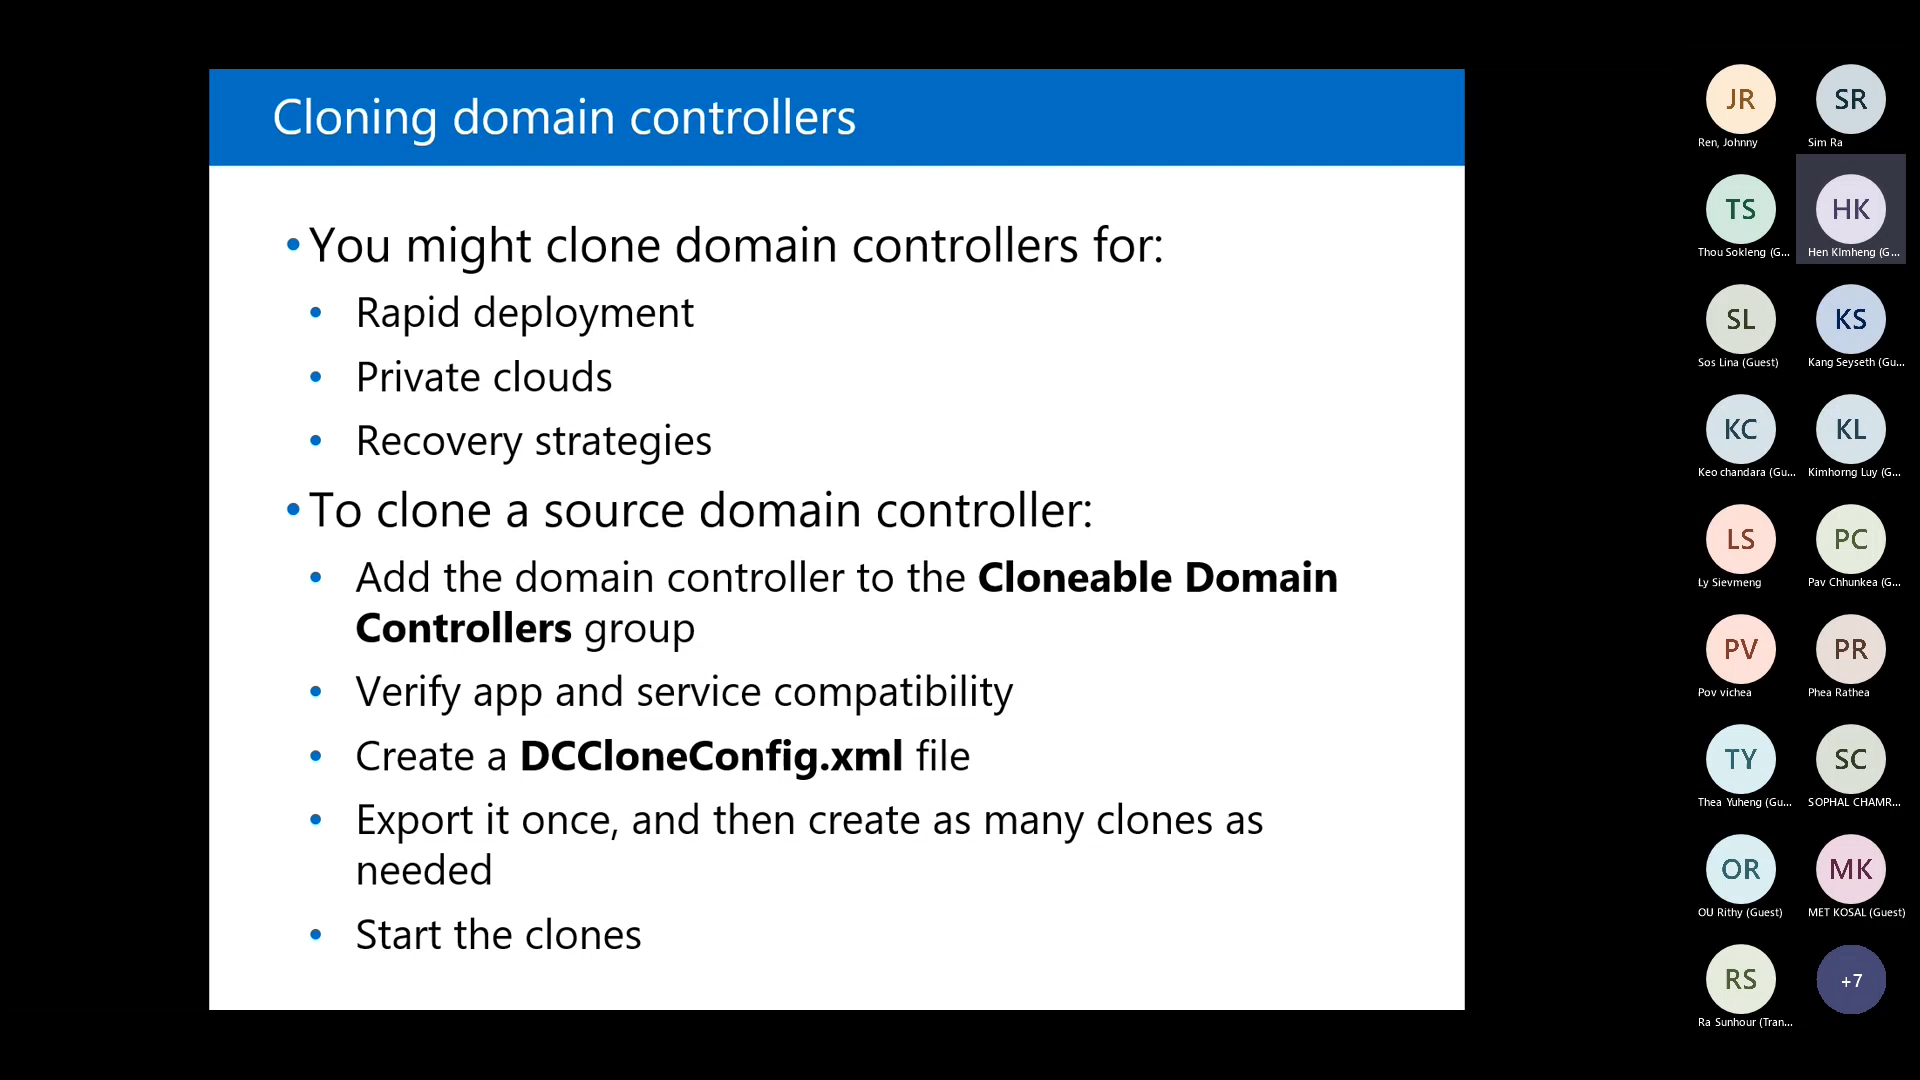 Cloning domain controllers
• You might clone domain controllers for:
• Rapid deployment
• Private clouds
• Recovery strategies
• To clone a source domain controller:
• Add the domain controller to the Cloneable Domain
Controllers group
• Verify app and service compatibility
• Create a DCCloneConfig.xml file
• Export it once, and then create as many clones as
needed
• Start the clones
JR
SR
Ren, Johnny
Sim Ra
TS
HK
Thou Sokleng (G...
Hen KImheng (G...
SL
KS
Sos Lina (Guest)
Kang Seyseth (Gu...
KC
KL
Keo chandara (Gu...
Kimhorng Luy (G...
LS
PC
Ly Sievmeng
Pav Chhunkea (G...
PV
PR
Pov vichea
Phea Rathea
TY
SC
Thea Yuheng (Gu...
SOPHAL CHAMR...
OR
MK
OU Rithy (Guest)
MET KOSAL (Guest)
RS
+7
Ra Sunhour (Tran...